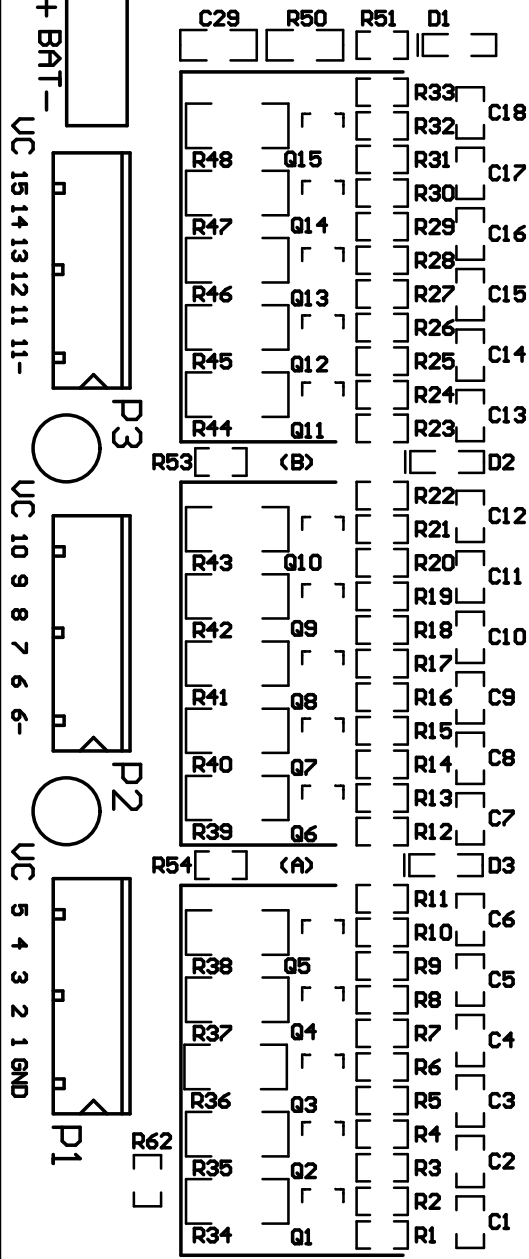 C29 R50 R51 D1
+ BAT-
R33
C18
R32
R48 Q15 R31
C17
R30
R47 Q14 R29
C16
R28
R46 Q13 R27 C15
R26
R45 Q12 R25 C14
R24
R44 Q11 R23 C13
VC 15 14 13 12 11 11-
P3
R53 (B) D2
R22
C12
R21
R43 Q10 R20
C11
R19
R42 Q9 R18 C10
R17
R41 Q8 R16 C9
R15
R40 Q7 R14 C8
R13
R39 Q6 R12 C7
VC 10 9 8 7 6 6-
P2
R54 (A) D3
R11
C6
R10
R38 Q5 R9 C5
R8
R37 Q4 R7 C4
R6
R36 Q3 R5 C3
R4
R35 Q2 R3 C2
R2
R34 Q1 R1 C1
VC 5 4 3 2 1 GND
P1
R62